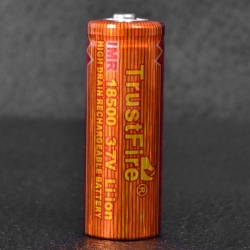 TrustFire®
IMR 18500 3.7V Li-ion
HIGH DRAIN RECHARGEABLE BATTERY